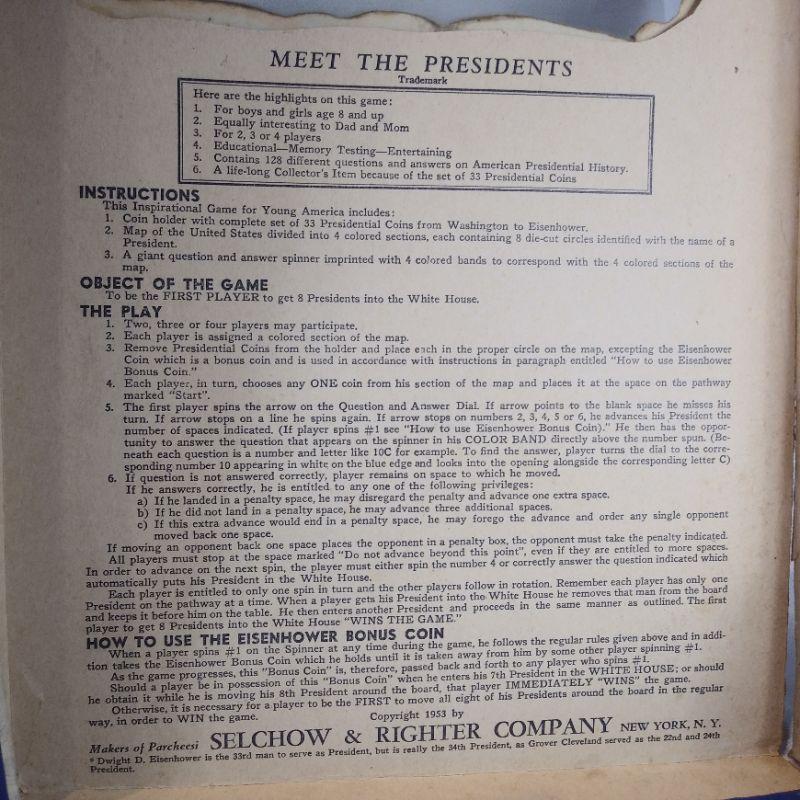 MEET THE PRESIDENTS
Trademark
Here are the highlights on this game:
1. For boys and girls age 8 and up
2. Equally interesting to Dad and Mom
3. For 2, 3 or 4 players
4. Educational—Memory Testing—Entertaining
5. Contains 128 different questions and answers on American Presidential History.
6. A life-long Collector's Item because of the set of 33 Presidential Coins
INSTRUCTIONS
This Inspirational Game for Young America includes:
1. Coin holder with complete set of 33 Presidential Coins from Washington to Eisenhower.
2. Map of the United States divided into 4 colored sections, each containing 8 die-cut circles identified with the name of a
President.
3. A giant question and answer spinner imprinted with 4 colored bands to correspond with the 4 colored sections of the
map.
OBJECT OF THE GAME
To be the FIRST PLAYER to get 8 Presidents into the White House.
THE PLAY
1. Two, three or four players may participate.
2. Each player is assigned a colored section of the map.
3. Remove Presidential Coins from the holder and place each in the proper circle on the map, excepting the Eisenhower
Coin which is a bonus coin and is used in accordance with instructions in paragraph entitled "How to use Eisenhower
Bonus Coin."
4. Each player, in turn, chooses any ONE coin from his section of the map and places it at the space on the pathway
marked "Start".
5. The first player spins the arrow on the Question and Answer Dial. If arrow points to the blank space he misses his
turn. If arrow stops on a line he spins again. If arrow stops on numbers 2, 3, 4, 5 or 6, he advances his President the
number of spaces indicated. (If player spins #1 see "How to use Eisenhower Bonus Coin)." He then has the oppor-
tunity to answer the question that appears on the spinner in his COLOR BAND directly above the number spun. (Be-
neath each question is a number and letter like 10C for example. To find the answer, player turns the dial to the corre-
sponding number 10 appearing in white on the blue edge and looks into the opening alongside the corresponding letter C)
6. If question is not answered correctly, player remains on space to which he moved.
If he answers correctly, he is entitled to any one of the following privileges:
a) If he landed in a penalty space, he may disregard the penalty and advance one extra space.
b) If he did not land in a penalty space, he may advance three additional spaces.
c) If this extra advance would end in a penalty space, he may forego the advance and order any single opponent
moved back one space.
If moving an opponent back one space places the opponent in a penalty box, the opponent must take the penalty indicated.
All players must stop at the space marked "Do not advance beyond this point", even if they are entitled to more spaces.
In order to advance on the next spin, the player must either spin the number 4 or correctly answer the question indicated which
automatically puts his President in the White House.
Each player is entitled to only one spin in turn and the other players follow in rotation. Remember each player has only one
President on the pathway at a time. When a player gets his President into the White House he removes that man from the board
and keeps it before him on the table. He then enters another President and proceeds in the same manner as outlined. The first
player to get 8 Presidents into the White House "WINS THE GAME."
HOW TO USE THE EISENHOWER BONUS COIN
When a player spins #1 on the Spinner at any time during the game, he follows the regular rules given above and in addi-
tion takes the Eisenhower Bonus Coin which he holds until it is taken away from him by some other player spinning #1.
As the game progresses, this "Bonus Coin" is, therefore, passed back and forth to any player who spins #1.
Should a player be in possession of this "Bonus Coin" when he enters his 7th President in the WHITE HOUSE; or should
he obtain it while he is moving his 8th President around the board, that player IMMEDIATELY "WINS" the game.
Otherwise, it is necessary for a player to be the FIRST to move all eight of his Presidents around the board in the regular
way, in order to WIN the game.
Copyright 1953 by
Makers of Parcheesi SELCHOW & RIGHTER COMPANY NEW YORK, N. Y.
* Dwight D. Eisenhower is the 33rd man to serve as President, but is really the 34th President, as Grover Cleveland served as the 22nd and 24th
President.